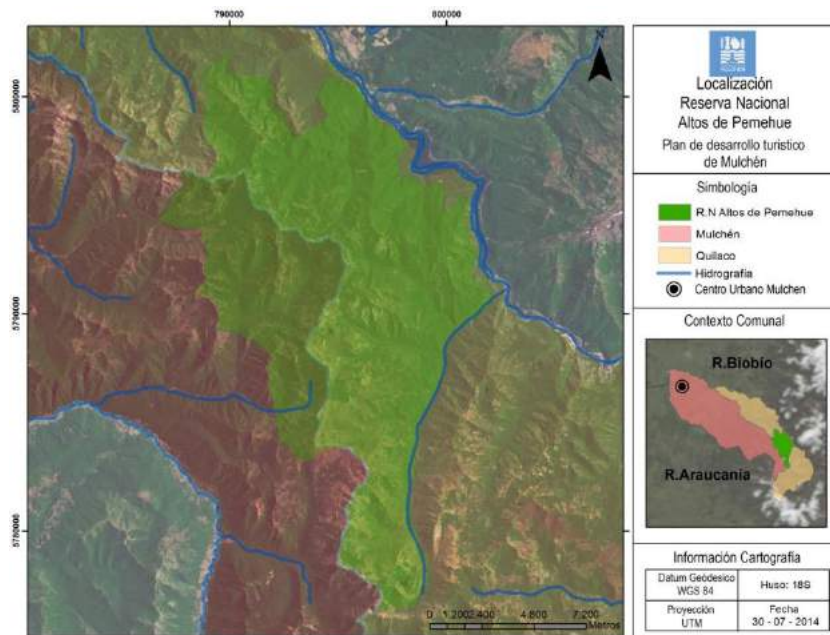 790000
800000
5800000
5790000
5780000
N
0 1.200 2.400 4.800 7.200
Metros
Localización
Reserva Nacional
Altos de Pemehue
Plan de desarrollo turístico
de Mulchén
Simbología
R.N Altos de Pemehue
Mulchén
Quilaco
Hidrografía
Centro Urbano Mulchen
Contexto Comunal
R.Biobío
R.Araucanía
Información Cartografía
Datum Geódesico
WGS 84
Huso: 18S
Proyección
UTM
Fecha
30 - 07 - 2014